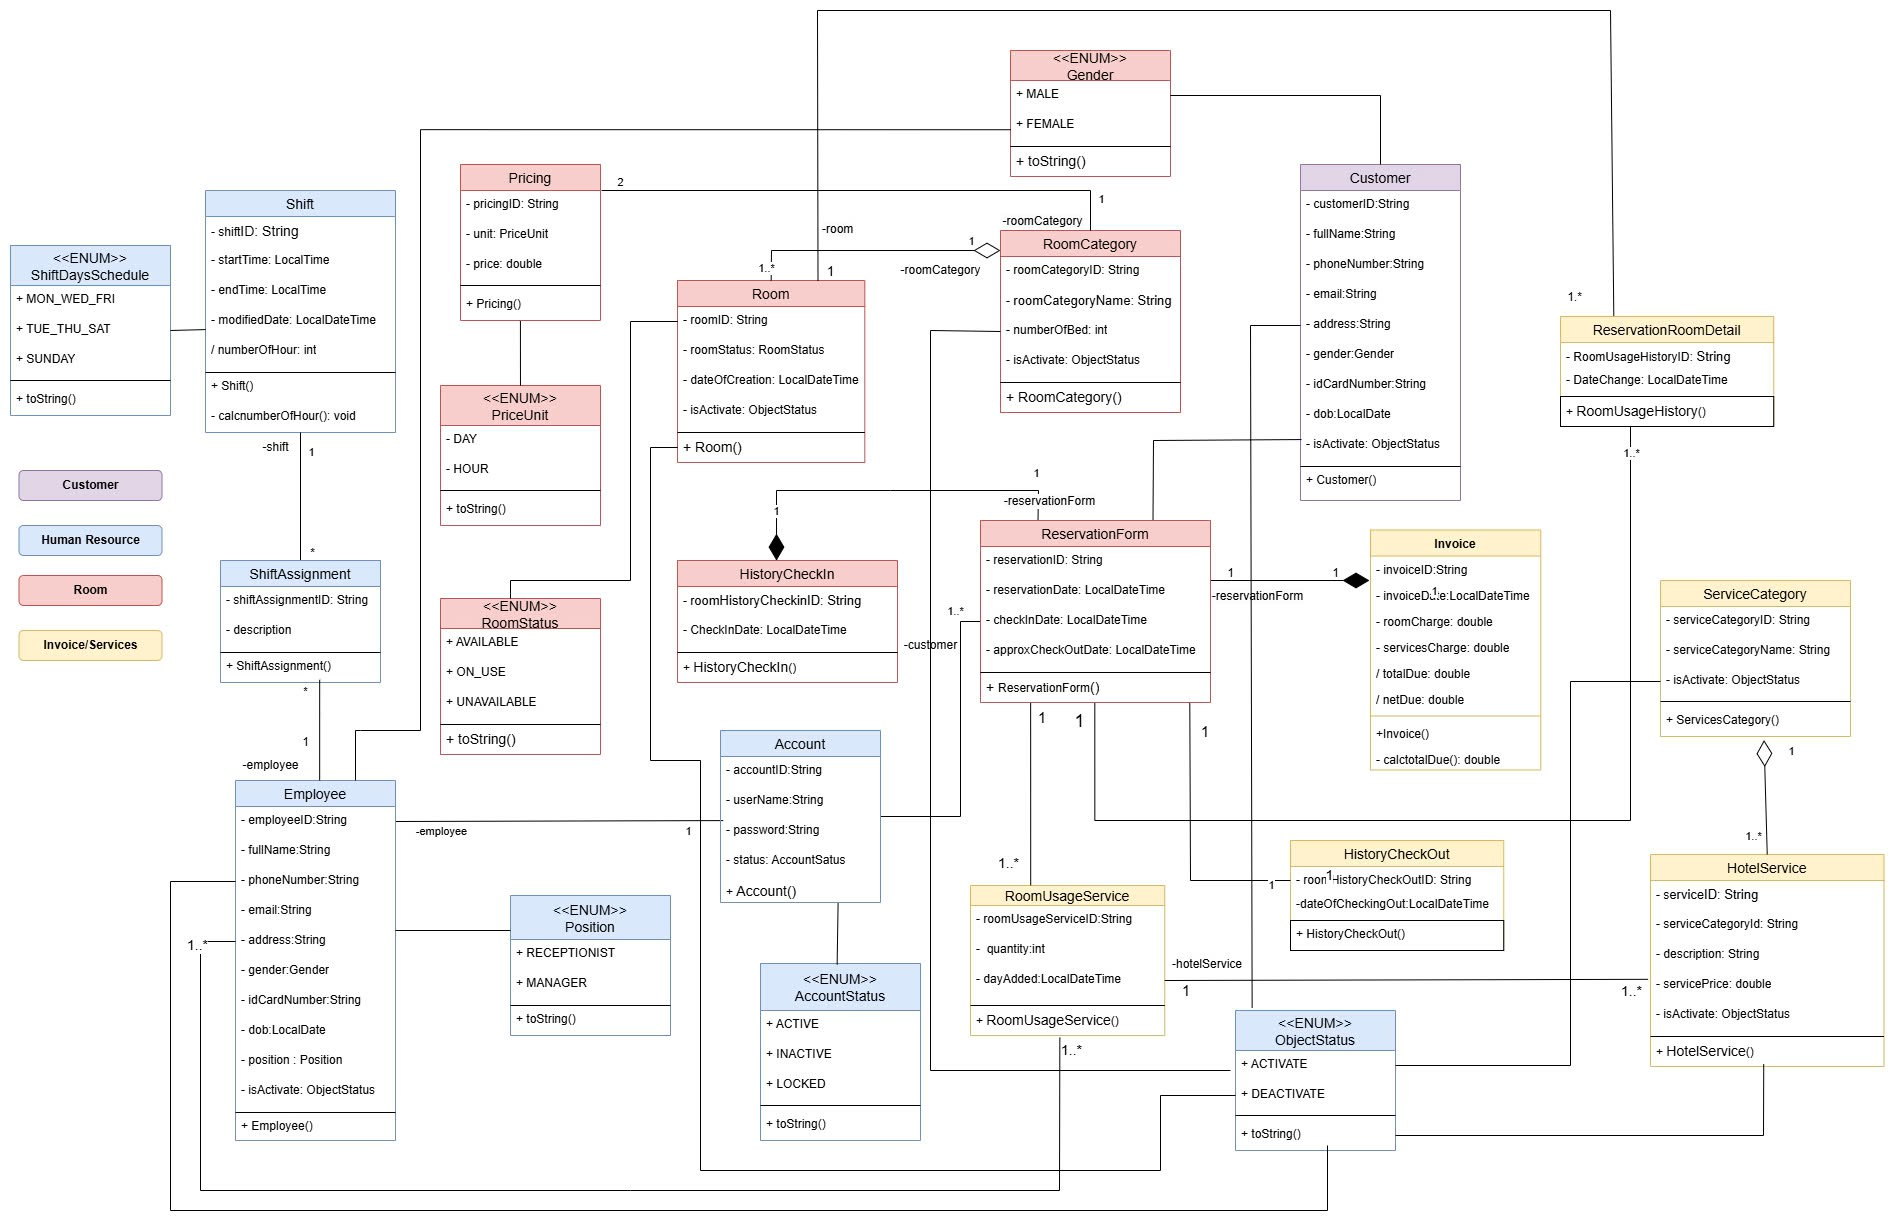 <<ENUM>>
Gender
+ MALE
+ FEMALE
+ toString()
Customer
- customerID:String
- fullName:String
- phoneNumber:String
- email:String
- address:String
- gender:Gender
- idCardNumber:String
- dob:LocalDate
- isActivate: ObjectStatus
+ Customer()
Pricing
- pricingID: String
- unit: PriceUnit
- price: double
+ Pricing()
2
1
-roomCategory
Shift
- shiftID: String
- startTime: LocalTime
- endTime: LocalTime
- modifiedDate: LocalDateTime
/ numberOfHour: int
+ Shift()
- calcnumberOfHour(): void
<<ENUM>>
ShiftDaysSchedule
+ MON_WED_FRI
+ TUE_THU_SAT
+ SUNDAY
+ toString()
-room
1
1..*
1
-roomCategory
RoomCategory
- roomCategoryID: String
- roomCategoryName: String
- numberOfBed: int
- isActivate: ObjectStatus
+ RoomCategory()
Room
- roomID: String
- roomStatus: RoomStatus
- dateOfCreation: LocalDateTime
- isActivate: ObjectStatus
+ Room()
1.*
ReservationRoomDetail
- RoomUsageHistoryID: String
- DateChange: LocalDateTime
+ RoomUsageHistory()
1..*
<<ENUM>>
PriceUnit
- DAY
- HOUR
+ toString()
-shift
1
*
Customer
Human Resource
Room
Invoice/Services
1
-reservationForm
1
ReservationForm
- reservationID: String
- reservationDate: LocalDateTime
- checkInDate: LocalDateTime
- approxCheckOutDate: LocalDateTime
+ ReservationForm()
1
1
-reservationForm
Invoice
- invoiceID:String
- invoiceDate:LocalDateTime
1
- roomCharge: double
- servicesCharge: double
/ totalDue: double
/ netDue: double
+Invoice()
- calctotalDue(): double
HistoryCheckIn
- roomHistoryCheckinID: String
- CheckInDate: LocalDateTime
+ HistoryCheckIn()
1..*
-customer
ShiftAssignment
- shiftAssignmentID: String
- description
+ ShiftAssignment()
*
1
-employee
<<ENUM>>
RoomStatus
+ AVAILABLE
+ ON_USE
+ UNAVAILABLE
+ toString()
ServiceCategory
- serviceCategoryID: String
- serviceCategoryName: String
- isActivate: ObjectStatus
+ ServicesCategory()
1
1..*
1
1
1
Account
- accountID:String
- userName:String
- password:String
- status: AccountSatus
+ Account()
Employee
- employeeID:String
- fullName:String
- phoneNumber:String
- email:String
- address:String
- gender:Gender
- idCardNumber:String
- dob:LocalDate
- position : Position
- isActivate: ObjectStatus
+ Employee()
1..*
-employee
1
<<ENUM>>
Position
+ RECEPTIONIST
+ MANAGER
+ toString()
<<ENUM>>
AccountStatus
+ ACTIVE
+ INACTIVE
+ LOCKED
+ toString()
1..*
RoomUsageService
- roomUsageServiceID:String
- quantity:int
- dayAdded:LocalDateTime
+ RoomUsageService()
1..*
HistoryCheckOut
- roomHistoryCheckOutID: String
1
1
-dateOfCheckingOut:LocalDateTime
+ HistoryCheckOut()
-hotelService
1
1..*
HotelService
- serviceID: String
- serviceCategoryId: String
- description: String
- servicePrice: double
- isActivate: ObjectStatus
+ HotelService()
<<ENUM>>
ObjectStatus
+ ACTIVATE
+ DEACTIVATE
+ toString()